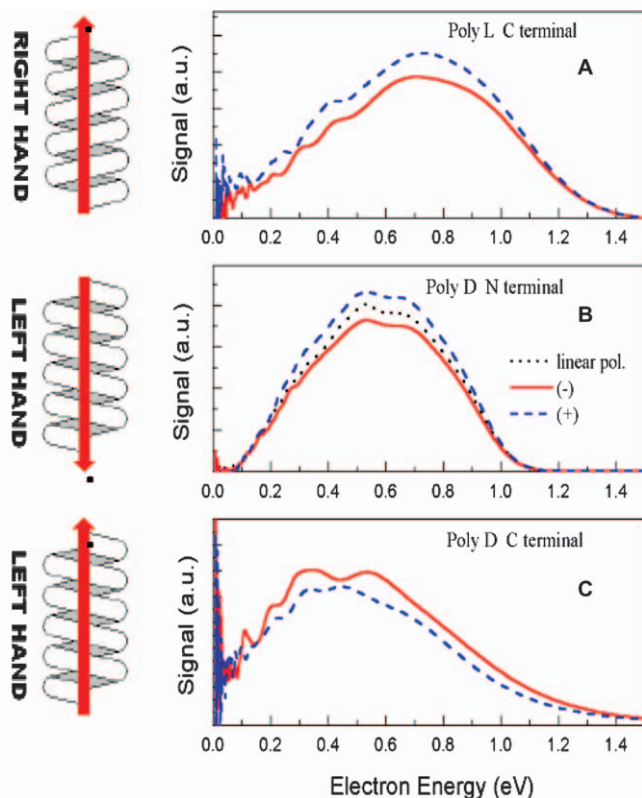 RIGHT HAND
Poly L C terminal
A
Signal (a.u.)
0.0 0.2 0.4 0.6 0.8 1.0 1.2 1.4
LEFT HAND
Poly D N terminal
B
linear pol.
(-)
(+)
Signal (a.u.)
0.0 0.2 0.4 0.6 0.8 1.0 1.2 1.4
LEFT HAND
Poly D C terminal
C
Signal (a.u.)
0.0 0.2 0.4 0.6 0.8 1.0 1.2 1.4
Electron Energy (eV)